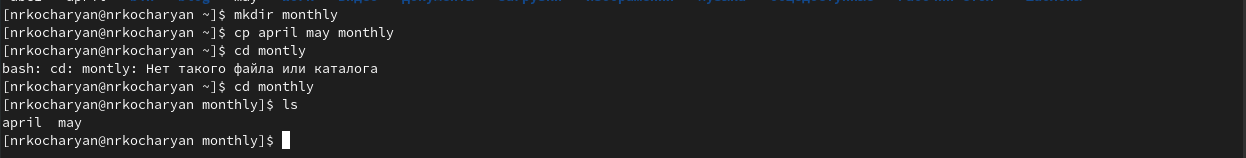 [nrkocharyan@nrkocharyan ~]$ mkdir monthly
[nrkocharyan@nrkocharyan ~]$ cp april may monthly
[nrkocharyan@nrkocharyan ~]$ cd montly
bash: cd: montly: Нет такого файла или каталога
[nrkocharyan@nrkocharyan ~]$ cd monthly
[nrkocharyan@nrkocharyan monthly]$ ls
april  may
[nrkocharyan@nrkocharyan monthly]$